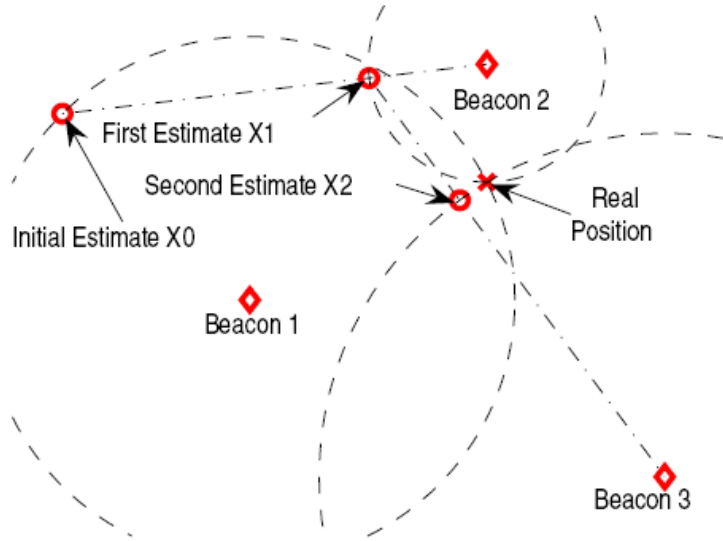 Beacon 2
First Estimate X1
Second Estimate X2
Real
Position
Initial Estimate X0
Beacon 1
Beacon 3